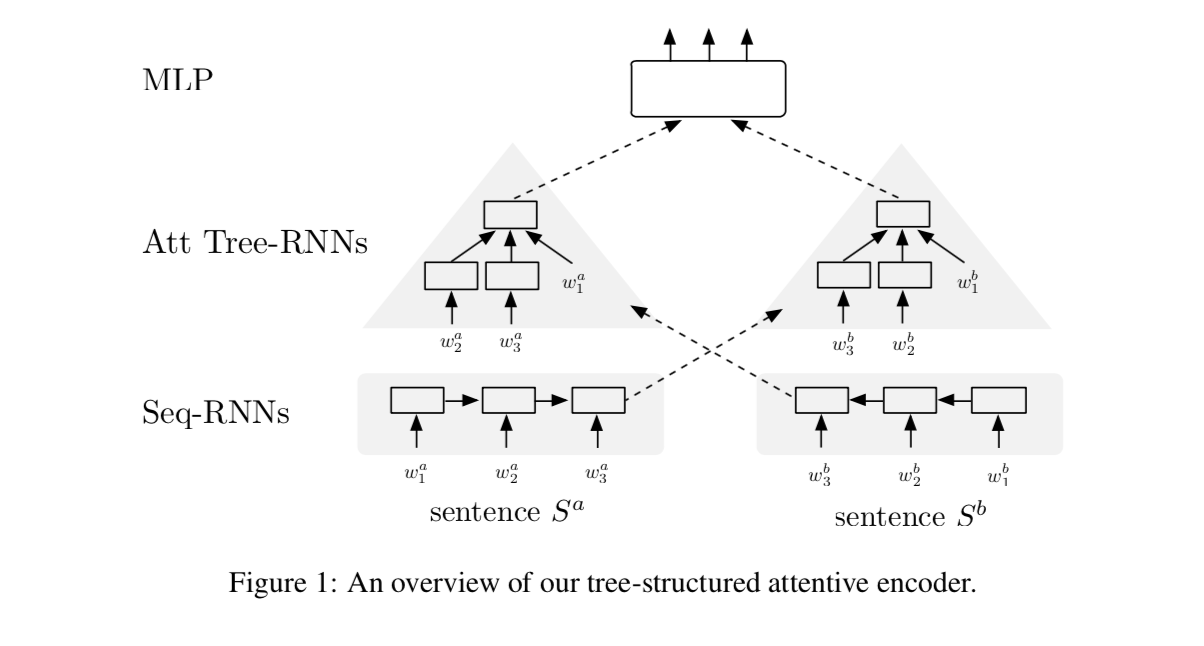 MLP
Att Tree-RNNs
w_1^a
w_1^b
w_2^a w_3^a
w_3^b w_2^b
Seq-RNNs
w_1^a w_2^a w_3^a
w_3^b w_2^b w_1^b
sentence S^a
sentence S^b
Figure 1: An overview of our tree-structured attentive encoder.